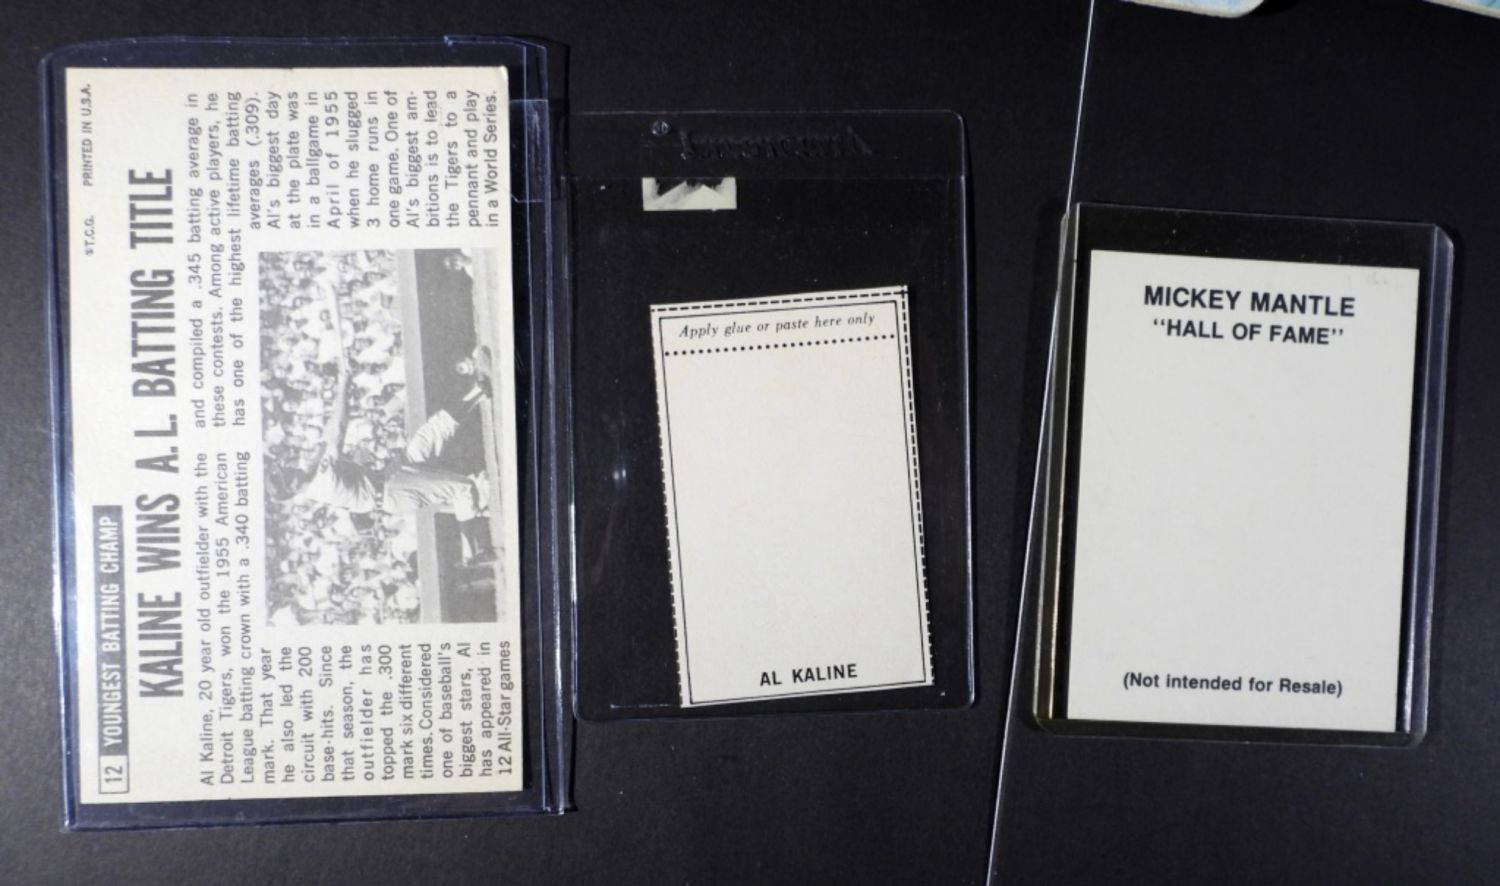 12 YOUNGEST BATTING CHAMP
©T.C.G. PRINTED IN U.S.A.
KALINE WINS A. L. BATTING TITLE
Al Kaline, 20 year old outfielder with the
Detroit Tigers, won the 1955 American
League batting crown with a .340 batting
mark. That year
he also led the
circuit with 200
base-hits. Since
that season, the
outfielder has
topped the .300
mark six different
times. Considered
one of baseball's
biggest stars, Al
has appeared in
12 All-Star games
and compiled a .345 batting average in
these contests. Among active players, he
has one of the highest lifetime batting
averages (.309).
Al's biggest day
at the plate was
in a ballgame in
April of 1955
when he slugged
3 home runs in
one game. One of
Al's biggest am-
bitions is to lead
the Tigers to a
pennant and play
in a World Series.
Apply glue or paste here only
AL KALINE
MICKEY MANTLE
"HALL OF FAME"
(Not intended for Resale)